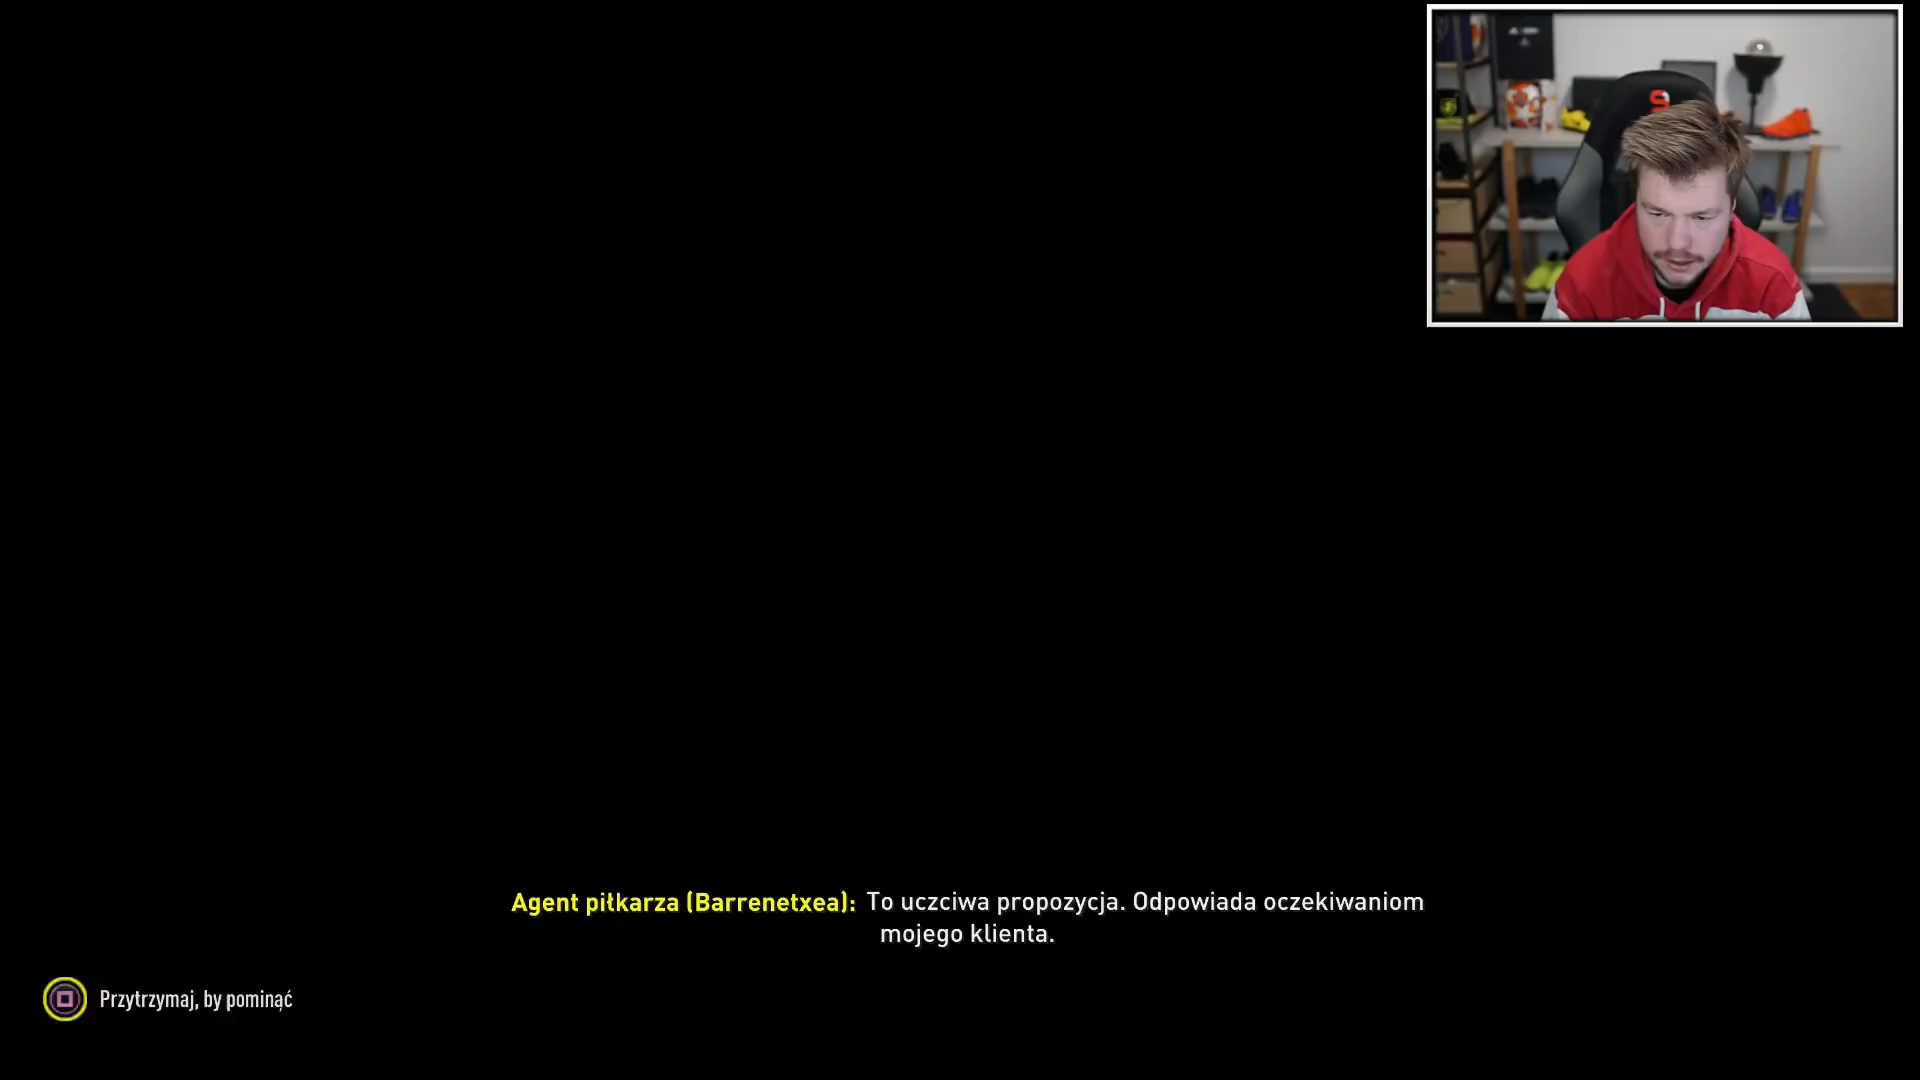 Agent piłkarza (Barrenetxea): To uczciwa propozycja. Odpowiada oczekiwaniom
mojego klienta.
Przytrzymaj, by pominąć